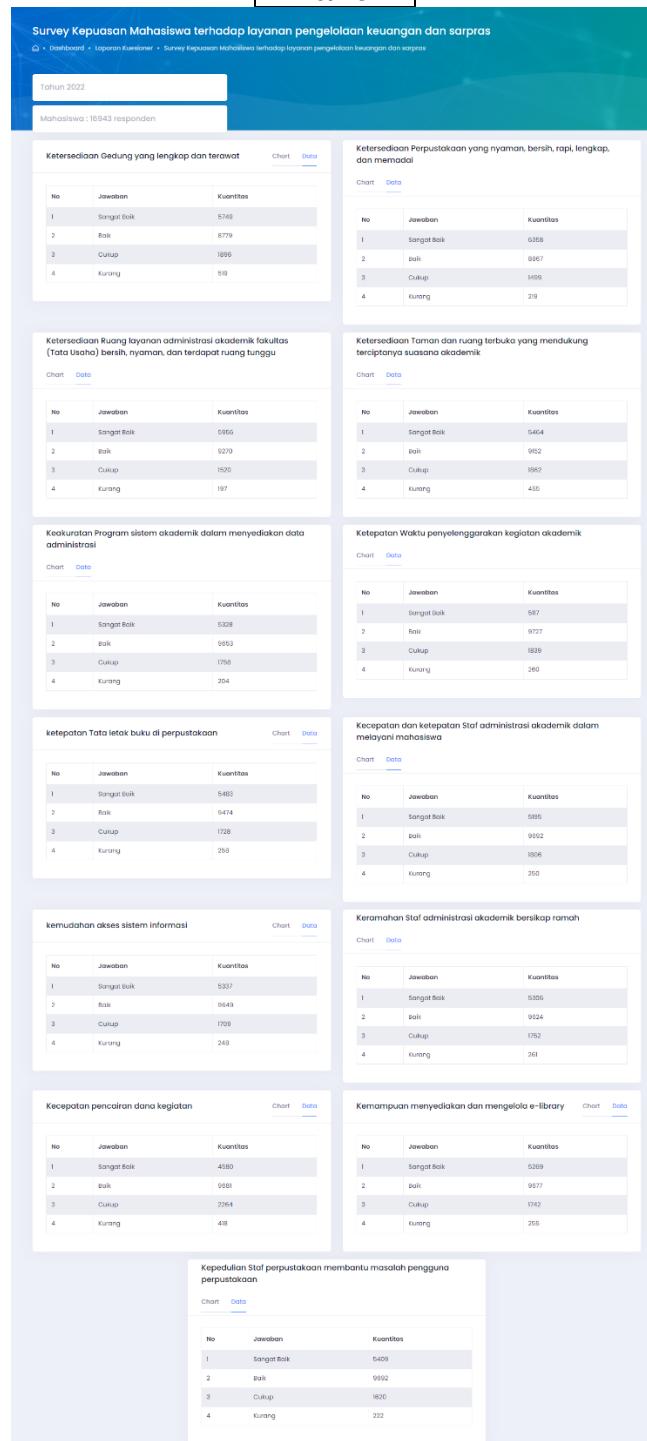 Survey Kepuasan Mahasiswa terhadap layanan pengelolaan keuangan dan sarpras
Dashboard • Laporan Kuesioner • Survey Kepuasan Mahasiswa terhadap layanan pengelolaan keuangan dan sarpras
Tahun 2022
Mahasiswa : 16943 responden
Ketersediaan Gedung yang lengkap dan terawat
Chart Data
No Jawaban Kuantitas
1 Sangat Baik 5749
2 Baik 8779
3 Cukup 1896
4 Kurang 519
Ketersediaan Perpustakaan yang nyaman, bersih, rapi, lengkap,
dan memadai
Chart Data
No Jawaban Kuantitas
1 Sangat Baik 6358
2 Baik 8867
3 Cukup 1499
4 Kurang 219
Ketersediaan Ruang layanan administrasi akademik fakultas
(Tata Usaha) bersih, nyaman, dan terdapat ruang tunggu
Chart Data
No Jawaban Kuantitas
1 Sangat Baik 5956
2 Baik 9270
3 Cukup 1520
4 Kurang 197
Ketersediaan Taman dan ruang terbuka yang mendukung
terciptanya suasana akademik
Chart Data
No Jawaban Kuantitas
1 Sangat Baik 5464
2 Baik 9152
3 Cukup 1862
4 Kurang 465
Keakuratan Program sistem akademik dalam menyediakan data
administrasi
Chart Data
No Jawaban Kuantitas
1 Sangat Baik 5328
2 Baik 9653
3 Cukup 1758
4 Kurang 204
Ketepatan Waktu penyelenggarakan kegiatan akademik
Chart Data
No Jawaban Kuantitas
1 Sangat Baik 5117
2 Baik 9727
3 Cukup 1839
4 Kurang 260
ketepatan Tata letak buku di perpustakaan
Chart Data
No Jawaban Kuantitas
1 Sangat Baik 5483
2 Baik 9474
3 Cukup 1728
4 Kurang 258
Kecepatan dan ketepatan Staf administrasi akademik dalam
melayani mahasiswa
Chart Data
No Jawaban Kuantitas
1 Sangat Baik 5195
2 Baik 9692
3 Cukup 1806
4 Kurang 250
kemudahan akses sistem informasi
Chart Data
No Jawaban Kuantitas
1 Sangat Baik 5337
2 Baik 9649
3 Cukup 1709
4 Kurang 248
Keramahan Staf administrasi akademik bersikap ramah
Chart Data
No Jawaban Kuantitas
1 Sangat Baik 5306
2 Baik 9624
3 Cukup 1752
4 Kurang 261
Kecepatan pencairan dana kegiatan
Chart Data
No Jawaban Kuantitas
1 Sangat Baik 4580
2 Baik 9681
3 Cukup 2264
4 Kurang 418
Kemampuan menyediakan dan mengelola e-library
Chart Data
No Jawaban Kuantitas
1 Sangat Baik 5269
2 Baik 9677
3 Cukup 1742
4 Kurang 255
Kepedulian Staf perpustakaan membantu masalah pengguna
perpustakaan
Chart Data
No Jawaban Kuantitas
1 Sangat Baik 5409
2 Baik 9692
3 Cukup 1620
4 Kurang 222